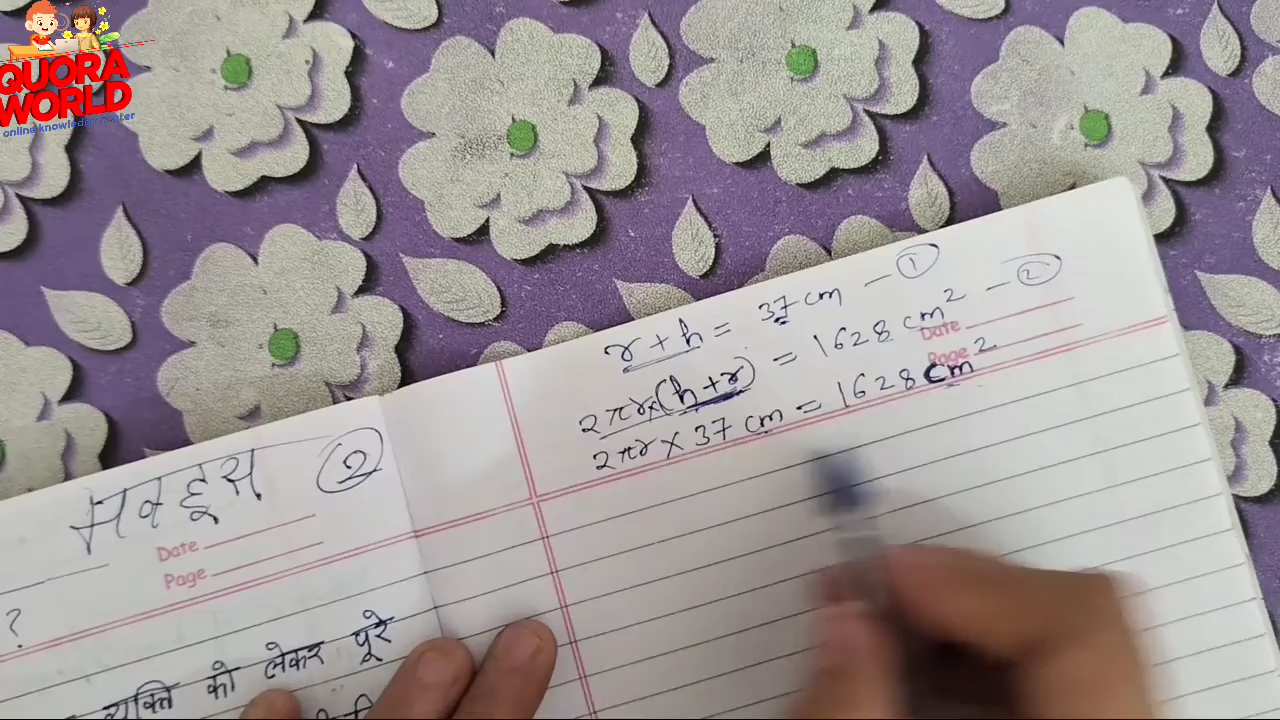 QUORA
WORLD
online knowledge center
r + h = 37 cm - ①
2πr×(h+r) = 1628 cm² - ②
Date
Page
2πr × 37 cm = 1628 cm²
②
Date
Page
?
व्यक्ति को लेकर पूरे